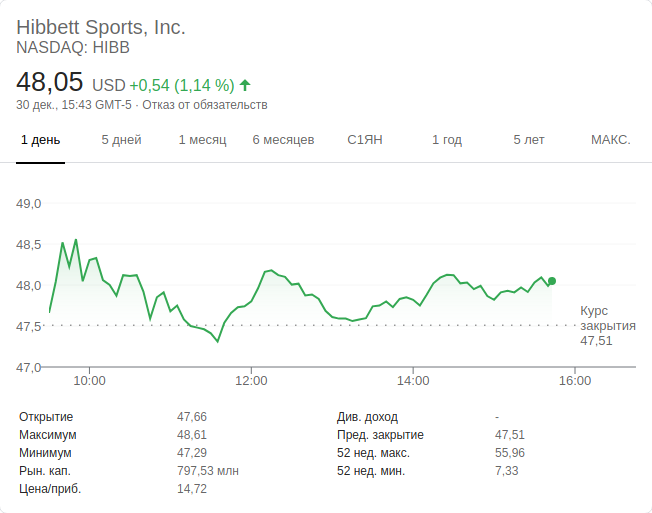 Hibbett Sports, Inc.
NASDAQ: HIBB
48,05 USD +0,54 (1,14 %)
30 дек., 15:43 GMT-5 · Отказ от обязательств
1 день 5 дней 1 месяц 6 месяцев С1ЯН 1 год 5 лет МАКС.
49,0
48,5
48,0
47,5
47,0
Курс
закрытия
47,51
10:00 12:00 14:00 16:00
Открытие 47,66 Див. доход -
Максимум 48,61 Пред. закрытие 47,51
Минимум 47,29 52 нед. макс. 55,96
Рын. кап. 797,53 млн 52 нед. мин. 7,33
Цена/приб. 14,72